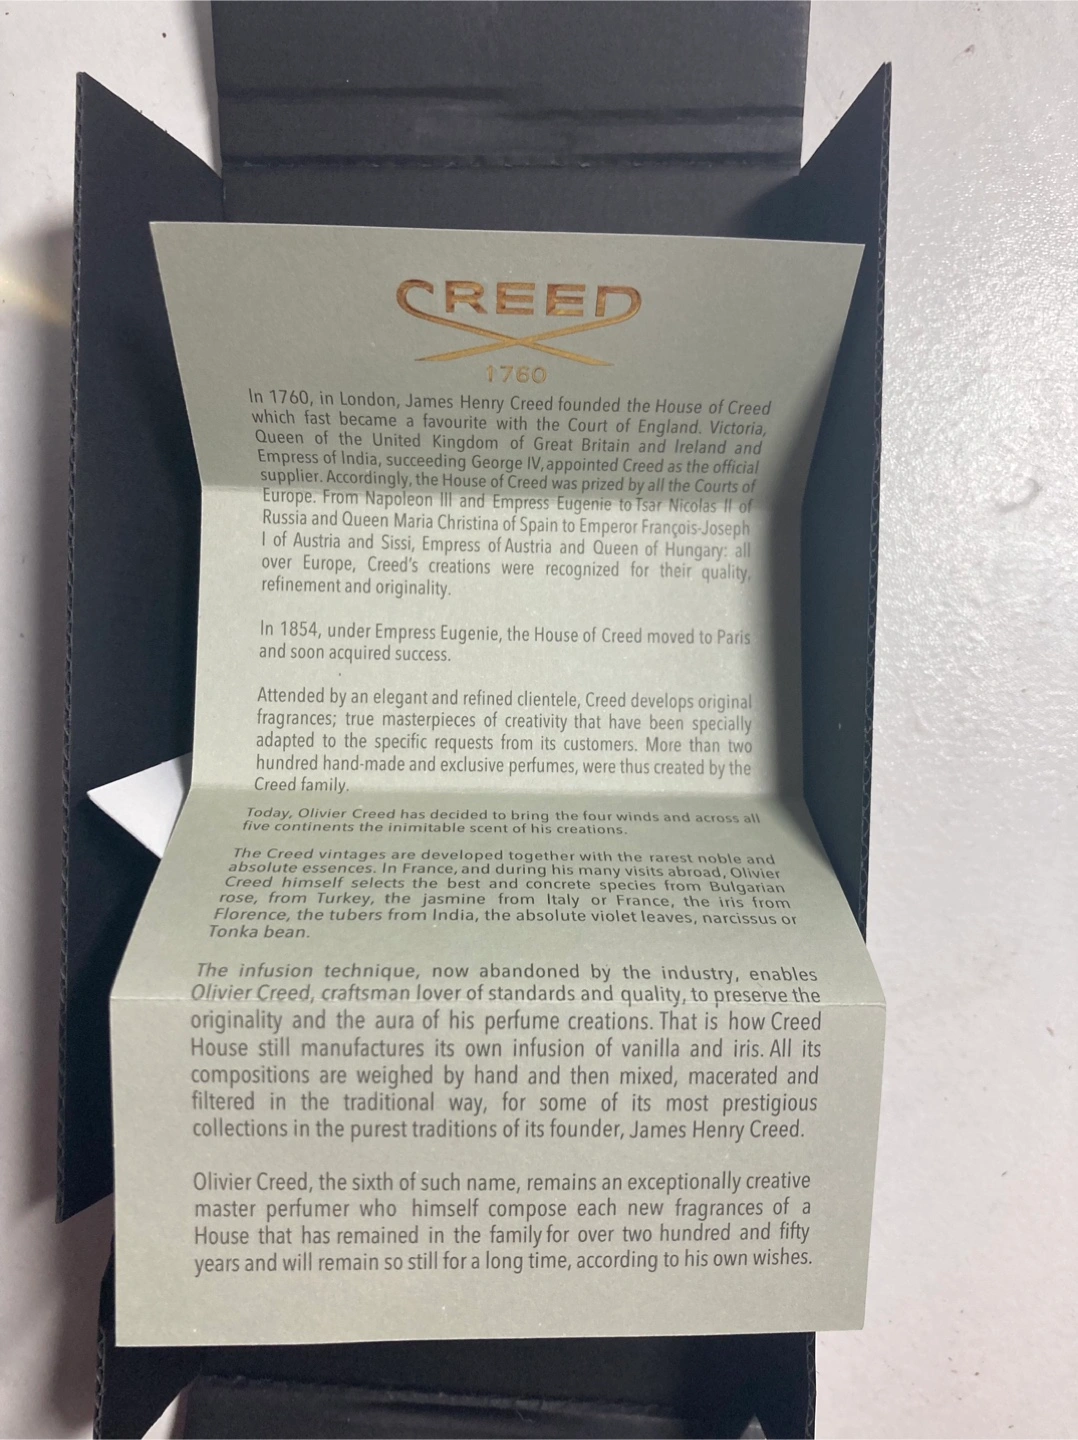 CREED
1760
In 1760, in London, James Henry Creed founded the House of Creed
which fast became a favourite with the Court of England. Victoria,
Queen of the United Kingdom of Great Britain and Ireland and
Empress of India, succeeding George IV, appointed Creed as the official
supplier. Accordingly, the House of Creed was prized by all the Courts of
Europe. From Napoleon III and Empress Eugenie to Tsar Nicolas II of
Russia and Queen Maria Christina of Spain to Emperor François-Joseph
I of Austria and Sissi, Empress of Austria and Queen of Hungary: all
over Europe, Creed's creations were recognized for their quality,
refinement and originality.
In 1854, under Empress Eugenie, the House of Creed moved to Paris
and soon acquired success.
Attended by an elegant and refined clientele, Creed develops original
fragrances; true masterpieces of creativity that have been specially
adapted to the specific requests from its customers. More than two
hundred hand-made and exclusive perfumes, were thus created by the
Creed family.
Today, Olivier Creed has decided to bring the four winds and across all
five continents the inimitable scent of his creations.
The Creed vintages are developed together with the rarest noble and
absolute essences. In France, and during his many visits abroad, Olivier
Creed himself selects the best and concrete species from Bulgarian
rose, from Turkey, the jasmine from Italy or France, the iris from
Florence, the tubers from India, the absolute violet leaves, narcissus or
Tonka bean.
The infusion technique, now abandoned by the industry, enables
Olivier Creed, craftsman lover of standards and quality, to preserve the
originality and the aura of his perfume creations. That is how Creed
House still manufactures its own infusion of vanilla and iris. All its
compositions are weighed by hand and then mixed, macerated and
filtered in the traditional way, for some of its most prestigious
collections in the purest traditions of its founder, James Henry Creed.
Olivier Creed, the sixth of such name, remains an exceptionally creative
master perfumer who himself compose each new fragrances of a
House that has remained in the family for over two hundred and fifty
years and will remain so still for a long time, according to his own wishes.